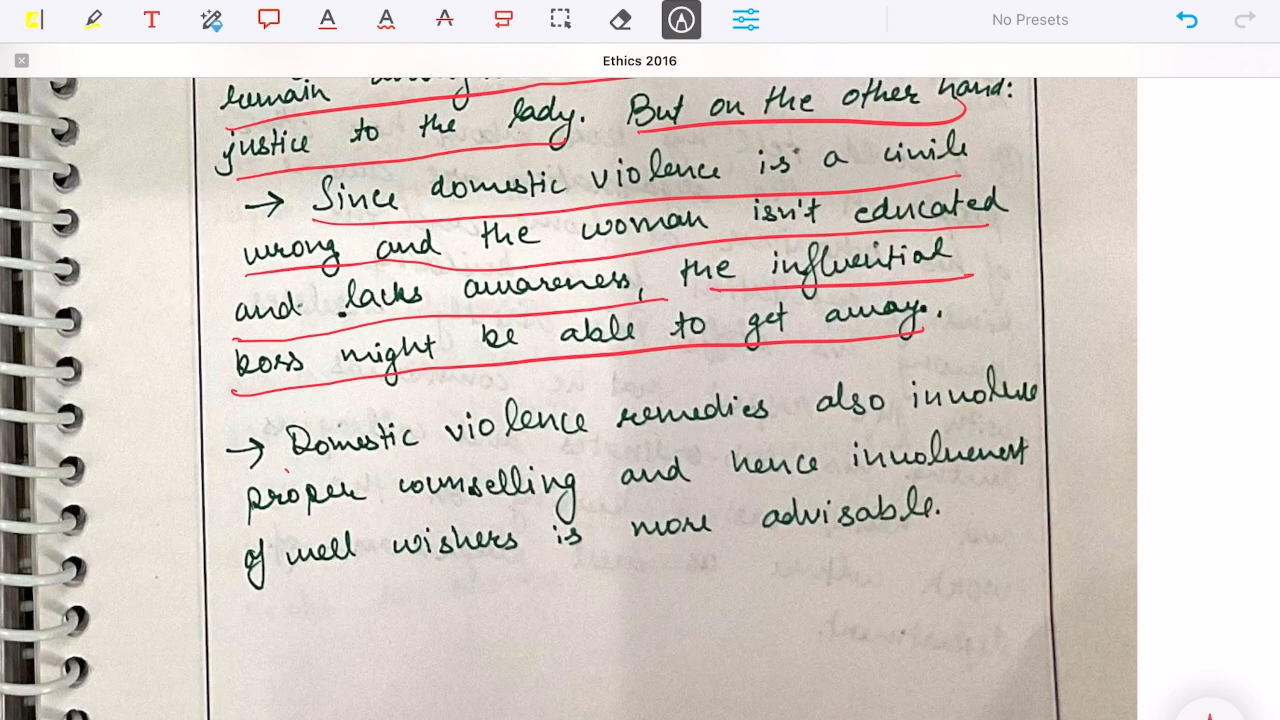 No Presets
Ethics 2016
remain
justice to the lady. But on the other hand:
→ Since domestic violence is a civil
wrong and the woman isn't educated
and lacks awareness, the influential
boss might be able to get away.
→ Domestic violence remedies also involve
proper counselling and hence involvement
of well wishers is more advisable.